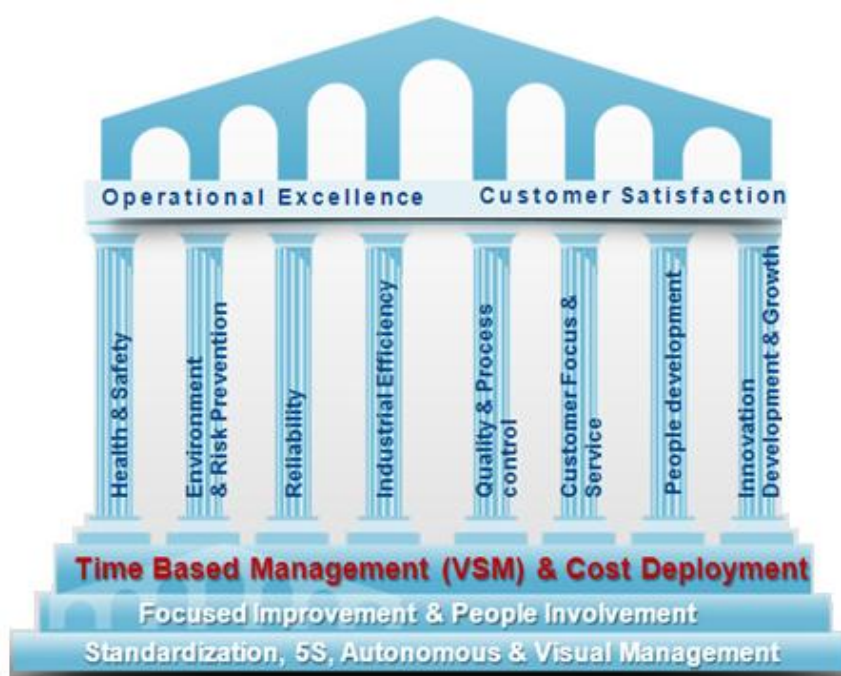 Operational Excellence Customer Satisfaction
Health & Safety
Environment
& Risk Prevention
Reliability
Industrial Efficiency
Quality & Process
control
Customer Focus &
Service
People development
Innovation
Development & Growth
Time Based Management (VSM) & Cost Deployment
Focused Improvement & People Involvement
Standardization, 5S, Autonomous & Visual Management